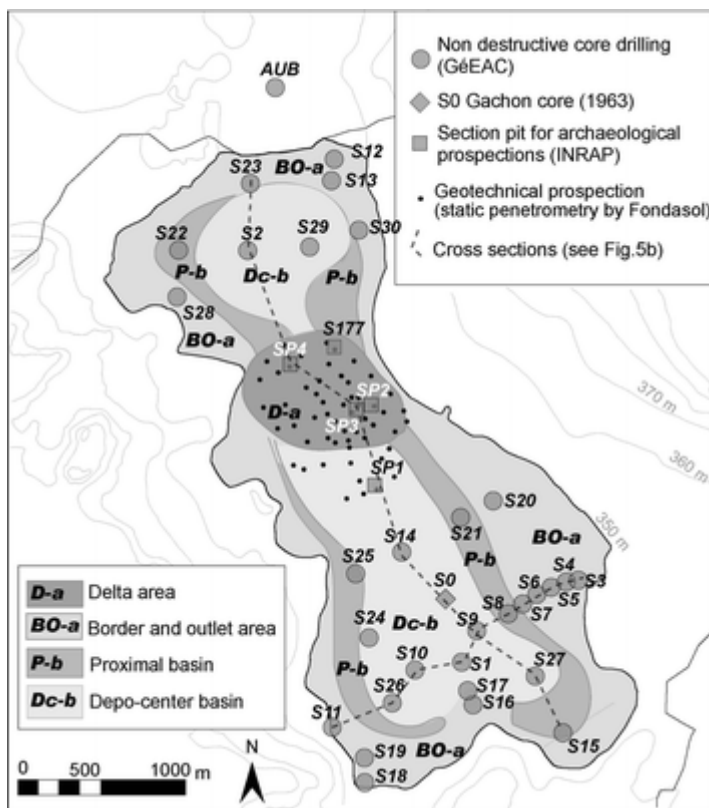 Non destructive core drilling
(GéEAC)
S0 Gachon core (1963)
Section pit for archaeological
prospections (INRAP)
Geotechnical prospection
(static penetrometry by Fondasol)
Cross sections (see Fig.5b)
AUB
S12
S23
BO-a
S13
S22
S2
S29
S30
P-b
Dc-b
P-b
S28
BO-a
S177
SP4
SP2
D-a
SP3
SP1
370 m
360 m
350 m
S20
S21
BO-a
S14
P-b
S25
S0
S4
S3
S6
S5
S8
S7
S24
Dc-b
S9
S10
S1
S27
P-b
S26
S17
S16
S11
S15
S19
BO-a
S18
D-a Delta area
BO-a Border and outlet area
P-b Proximal basin
Dc-b Depo-center basin
0 500 1000 m
N